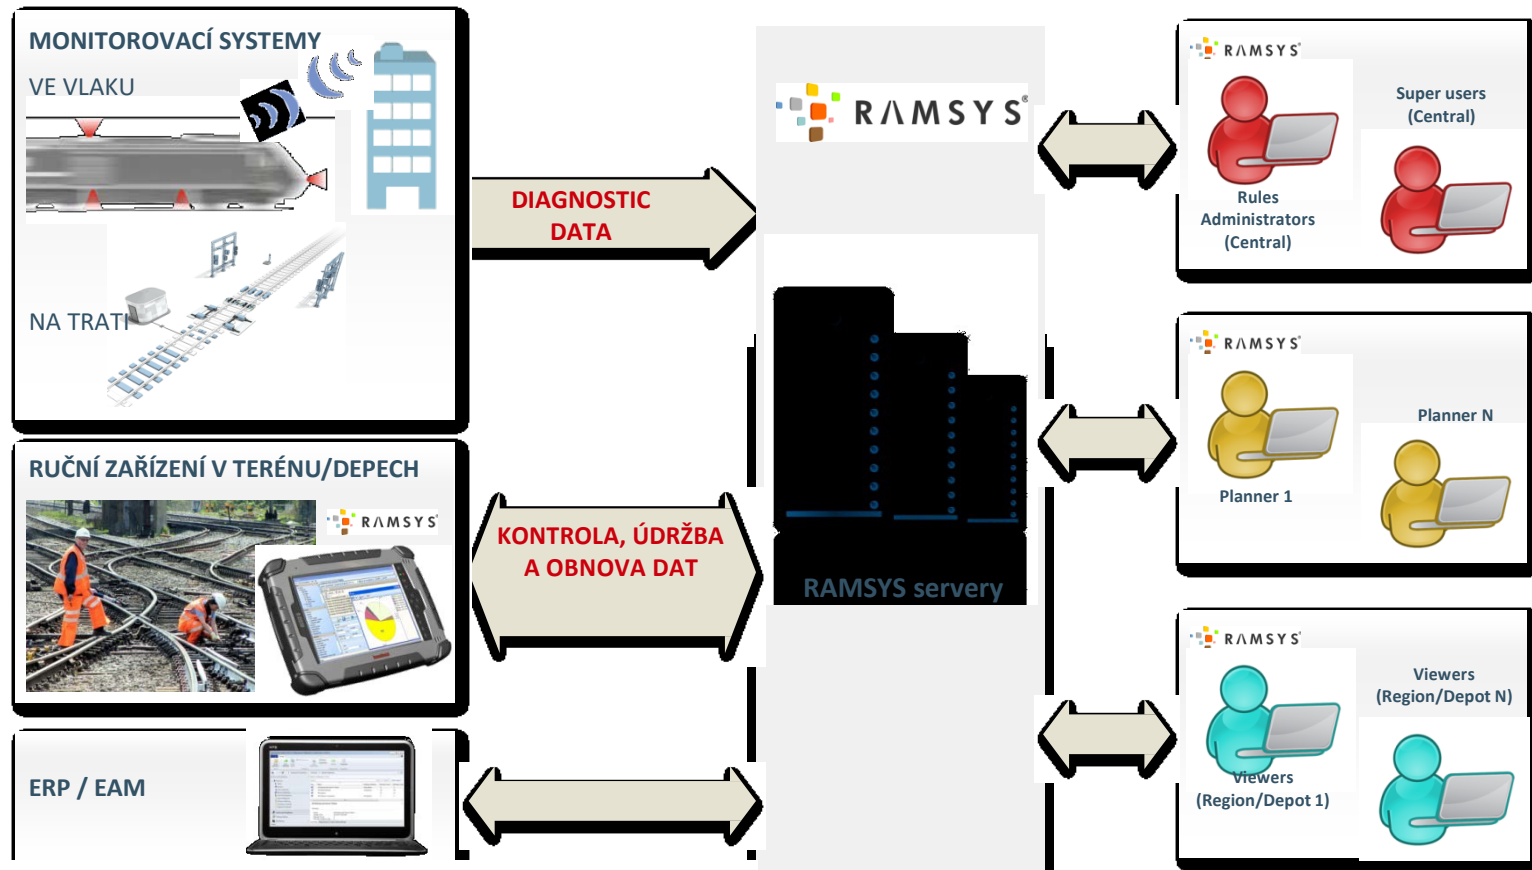 MONITOROVACÍ SYSTEMY
VE VLAKU
NA TRATI
RUČNÍ ZAŘÍZENÍ V TERÉNU/DEPECH
RAMSYS
ERP / EAM
DIAGNOSTIC
DATA
KONTROLA, ÚDRŽBA
A OBNOVA DAT
RAMSYS®
RAMSYS servery
RAMSYS
Super users
(Central)
Rules
Administrators
(Central)
RAMSYS
Planner N
Planner 1
RAMSYS
Viewers
(Region/Depot N)
Viewers
(Region/Depot 1)